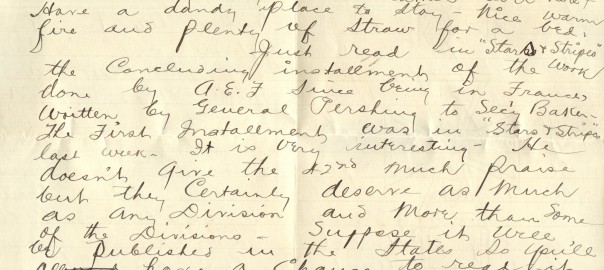 Have a dandy place to stay - nice warm
fire and plenty of straw for a bed.
Just read in "Stars & Stripes"
the Concluding installment of the work
done by A.E.F since being in France,
Written by General Pershing to Sec'y Baker -
The First Installment was in "Stars & Stripes
last week - It is very interesting - He
doesn't give the 42nd much praise
but they Certainly deserve as Much
as any Division and More than Some
of the Divisions - Suppose it will
be published in the States so you'll
have a Chance to read it